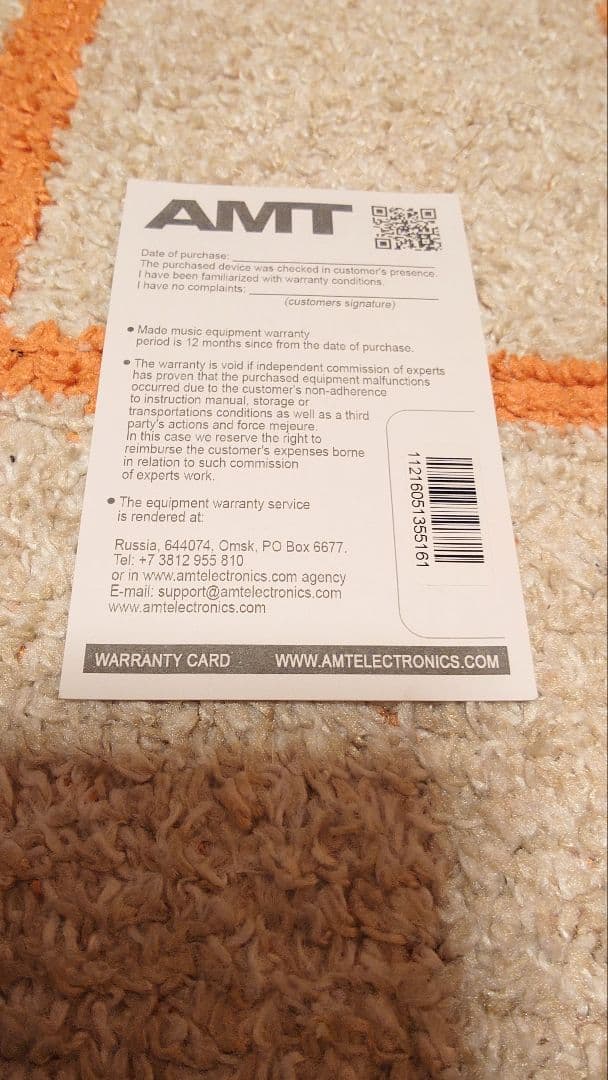 AMT
Date of purchase:
The purchased device was checked in customer's presence.
I have been familiarized with warranty conditions.
I have no complaints:
(customers signature)
• Made music equipment warranty
period is 12 months since from the date of purchase.
• The warranty is void if independent commission of experts
has proven that the purchased equipment malfunctions
occurred due to the customer's non-adherence
to instruction manual, storage or
transportations conditions as well as a third
party's actions and force mejeure.
In this case we reserve the right to
reimburse the customer's expenses borne
in relation to such commission
of experts work.
• The equipment warranty service
is rendered at:
Russia, 644074, Omsk, PO Box 6677.
Tel: +7 3812 955 810
or in www.amtelectronics.com agency
E-mail: support@amtelectronics.com
www.amtelectronics.com
11216051355161
WARRANTY CARD WWW.AMTELECTRONICS.COM